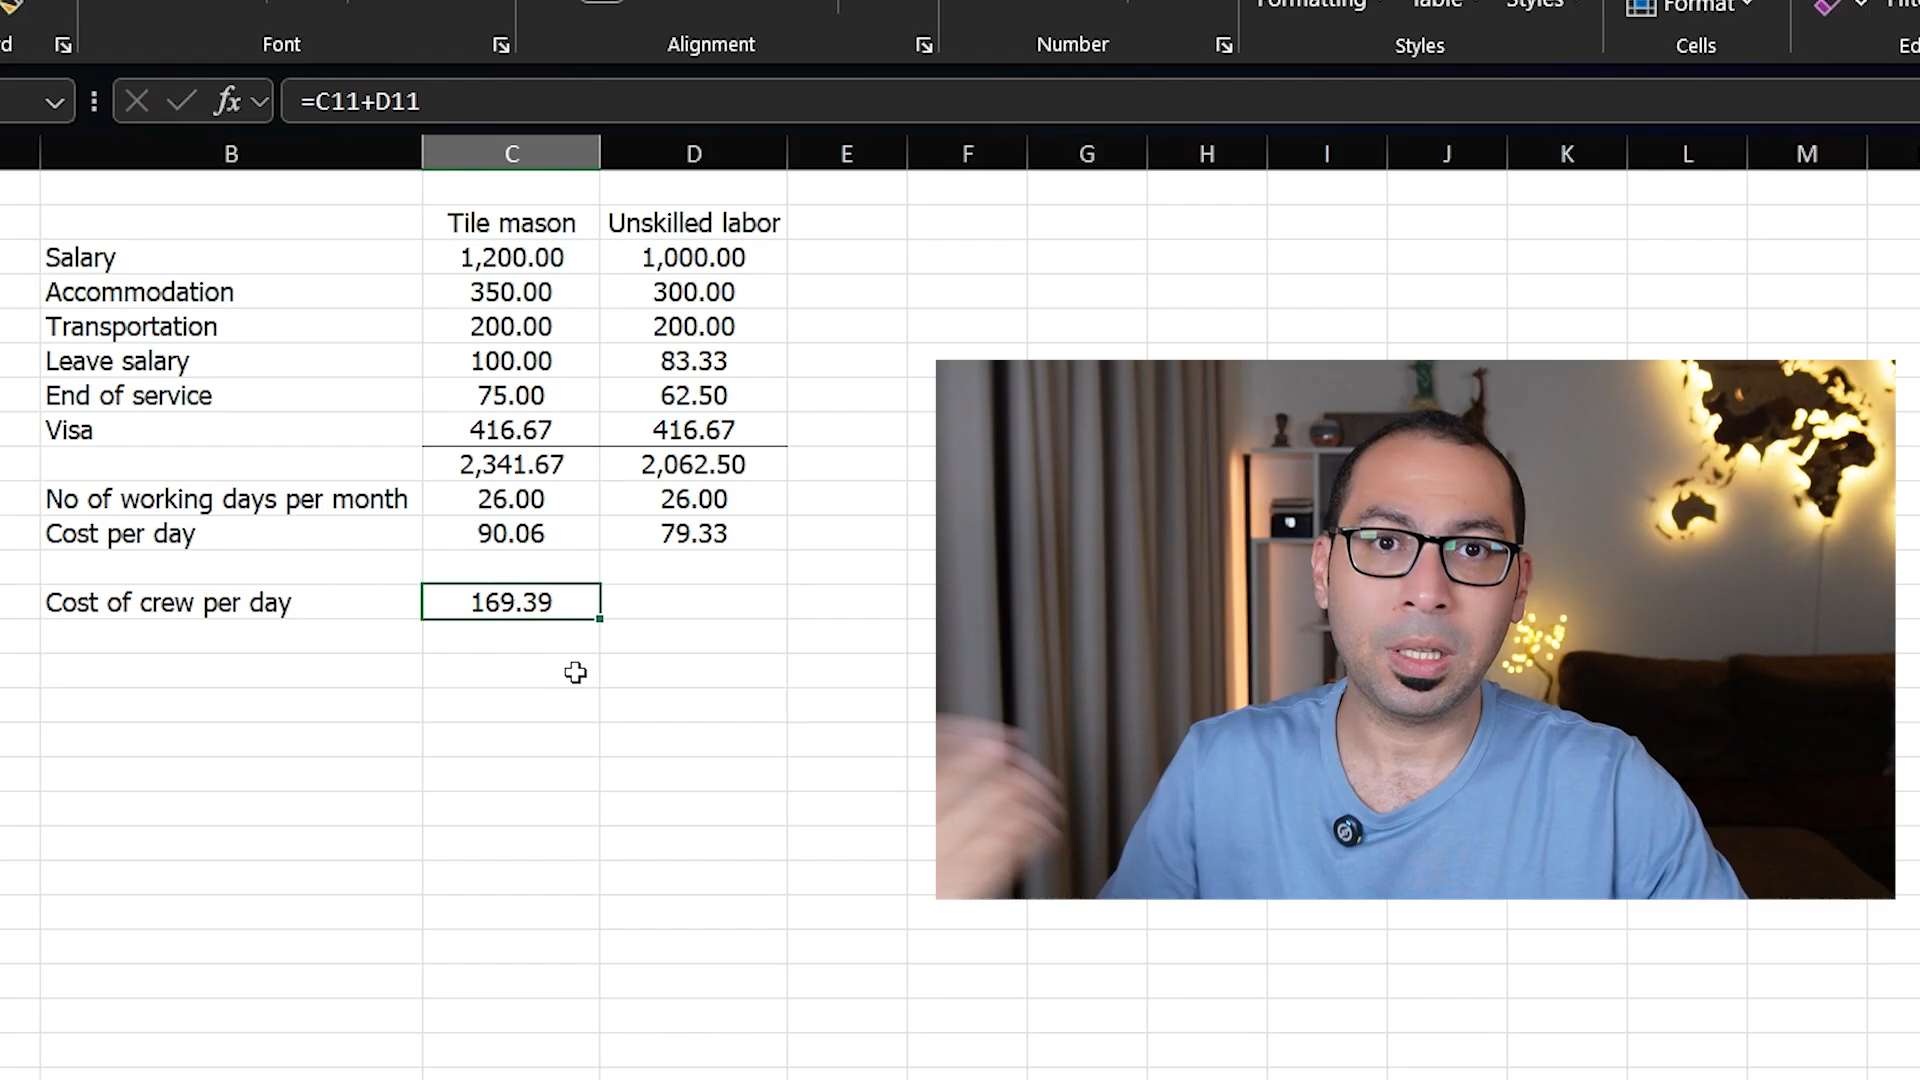 Formatting Table Styles Format
Font Alignment Number Styles Cells
fx =C11+D11
B C D E F G H I J K L M
Tile mason Unskilled labor
Salary 1,200.00 1,000.00
Accommodation 350.00 300.00
Transportation 200.00 200.00
Leave salary 100.00 83.33
End of service 75.00 62.50
Visa 416.67 416.67
2,341.67 2,062.50
No of working days per month 26.00 26.00
Cost per day 90.06 79.33
Cost of crew per day 169.39